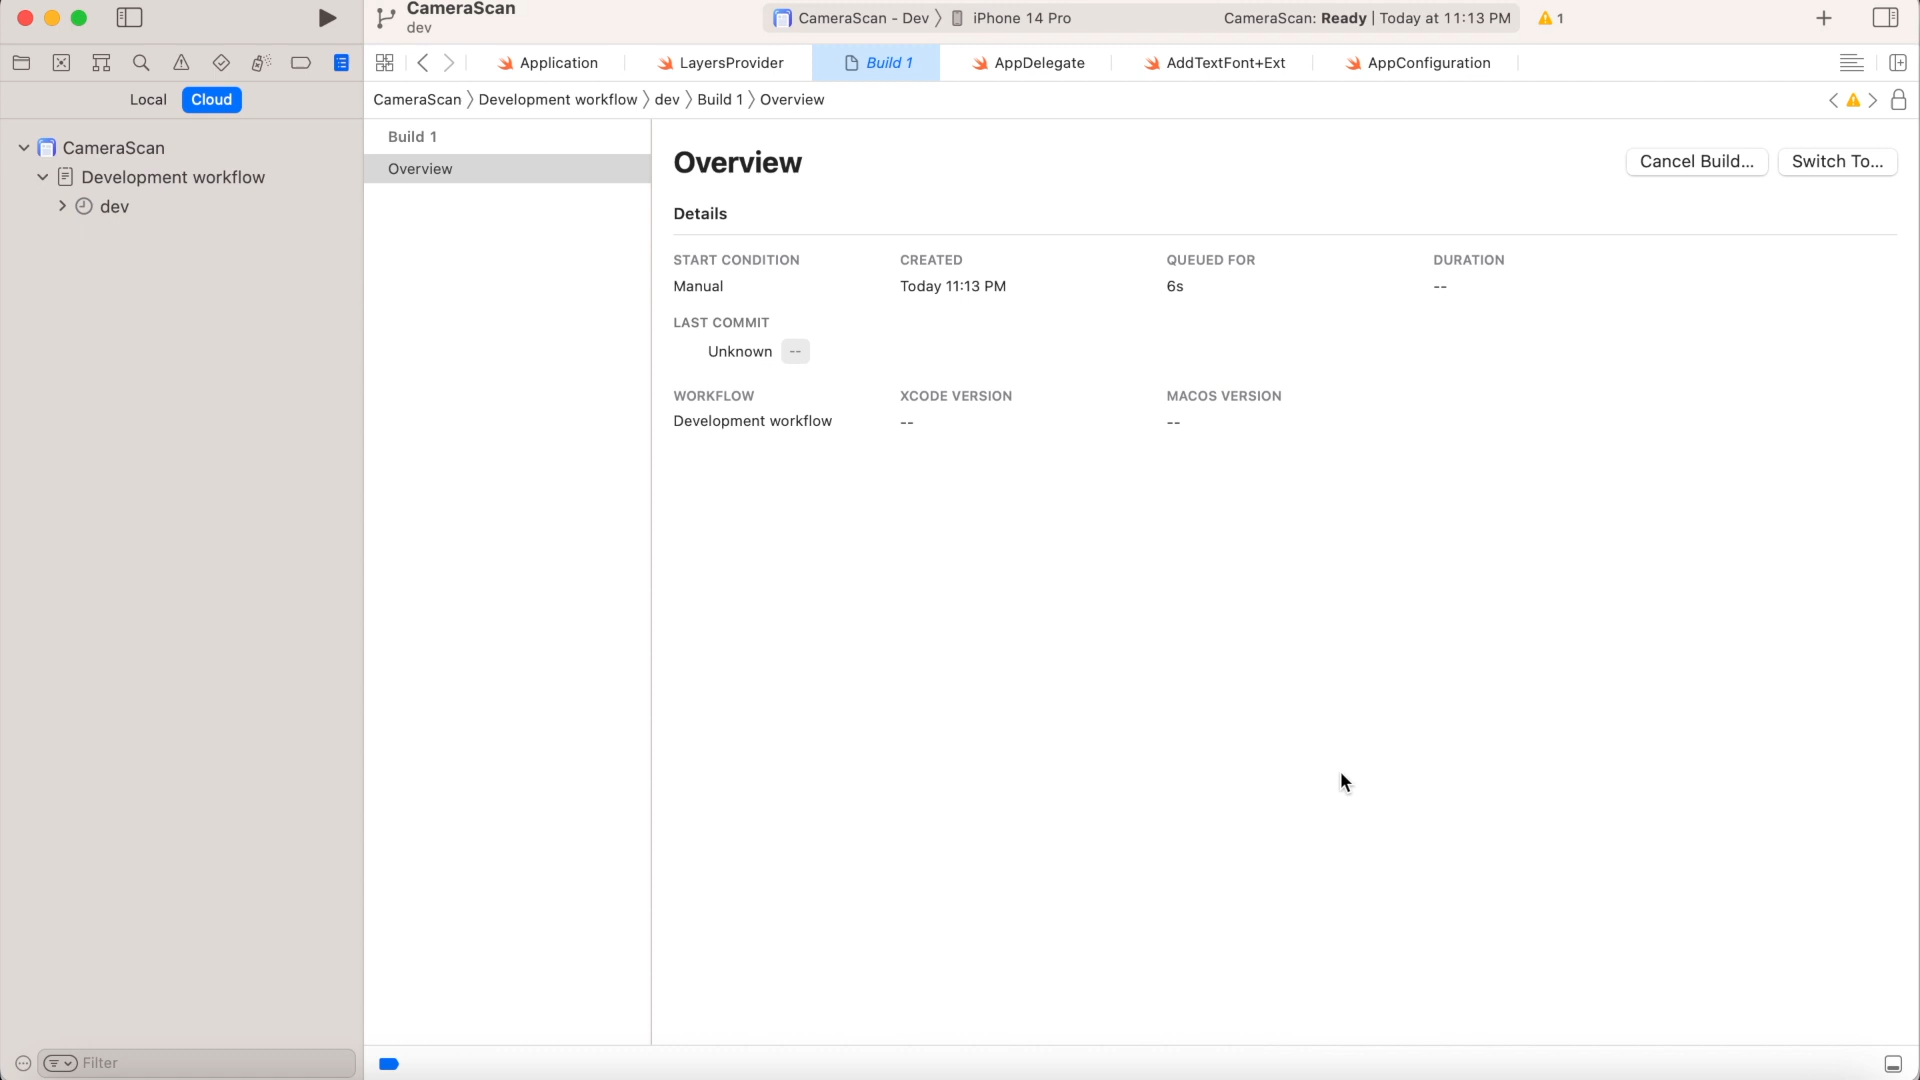 CameraScan
dev
CameraScan - Dev 〉 iPhone 14 Pro
CameraScan: Ready | Today at 11:13 PM
1
Application
LayersProvider
Build 1
AppDelegate
AddTextFont+Ext
AppConfiguration
Local
Cloud
CameraScan 〉 Development workflow 〉 dev 〉 Build 1 〉 Overview
CameraScan
Development workflow
dev
Build 1
Overview
Overview
Cancel Build...
Switch To...
Details
START CONDITION
CREATED
QUEUED FOR
DURATION
Manual
Today 11:13 PM
6s
--
LAST COMMIT
Unknown --
WORKFLOW
XCODE VERSION
MACOS VERSION
Development workflow
--
--
Filter